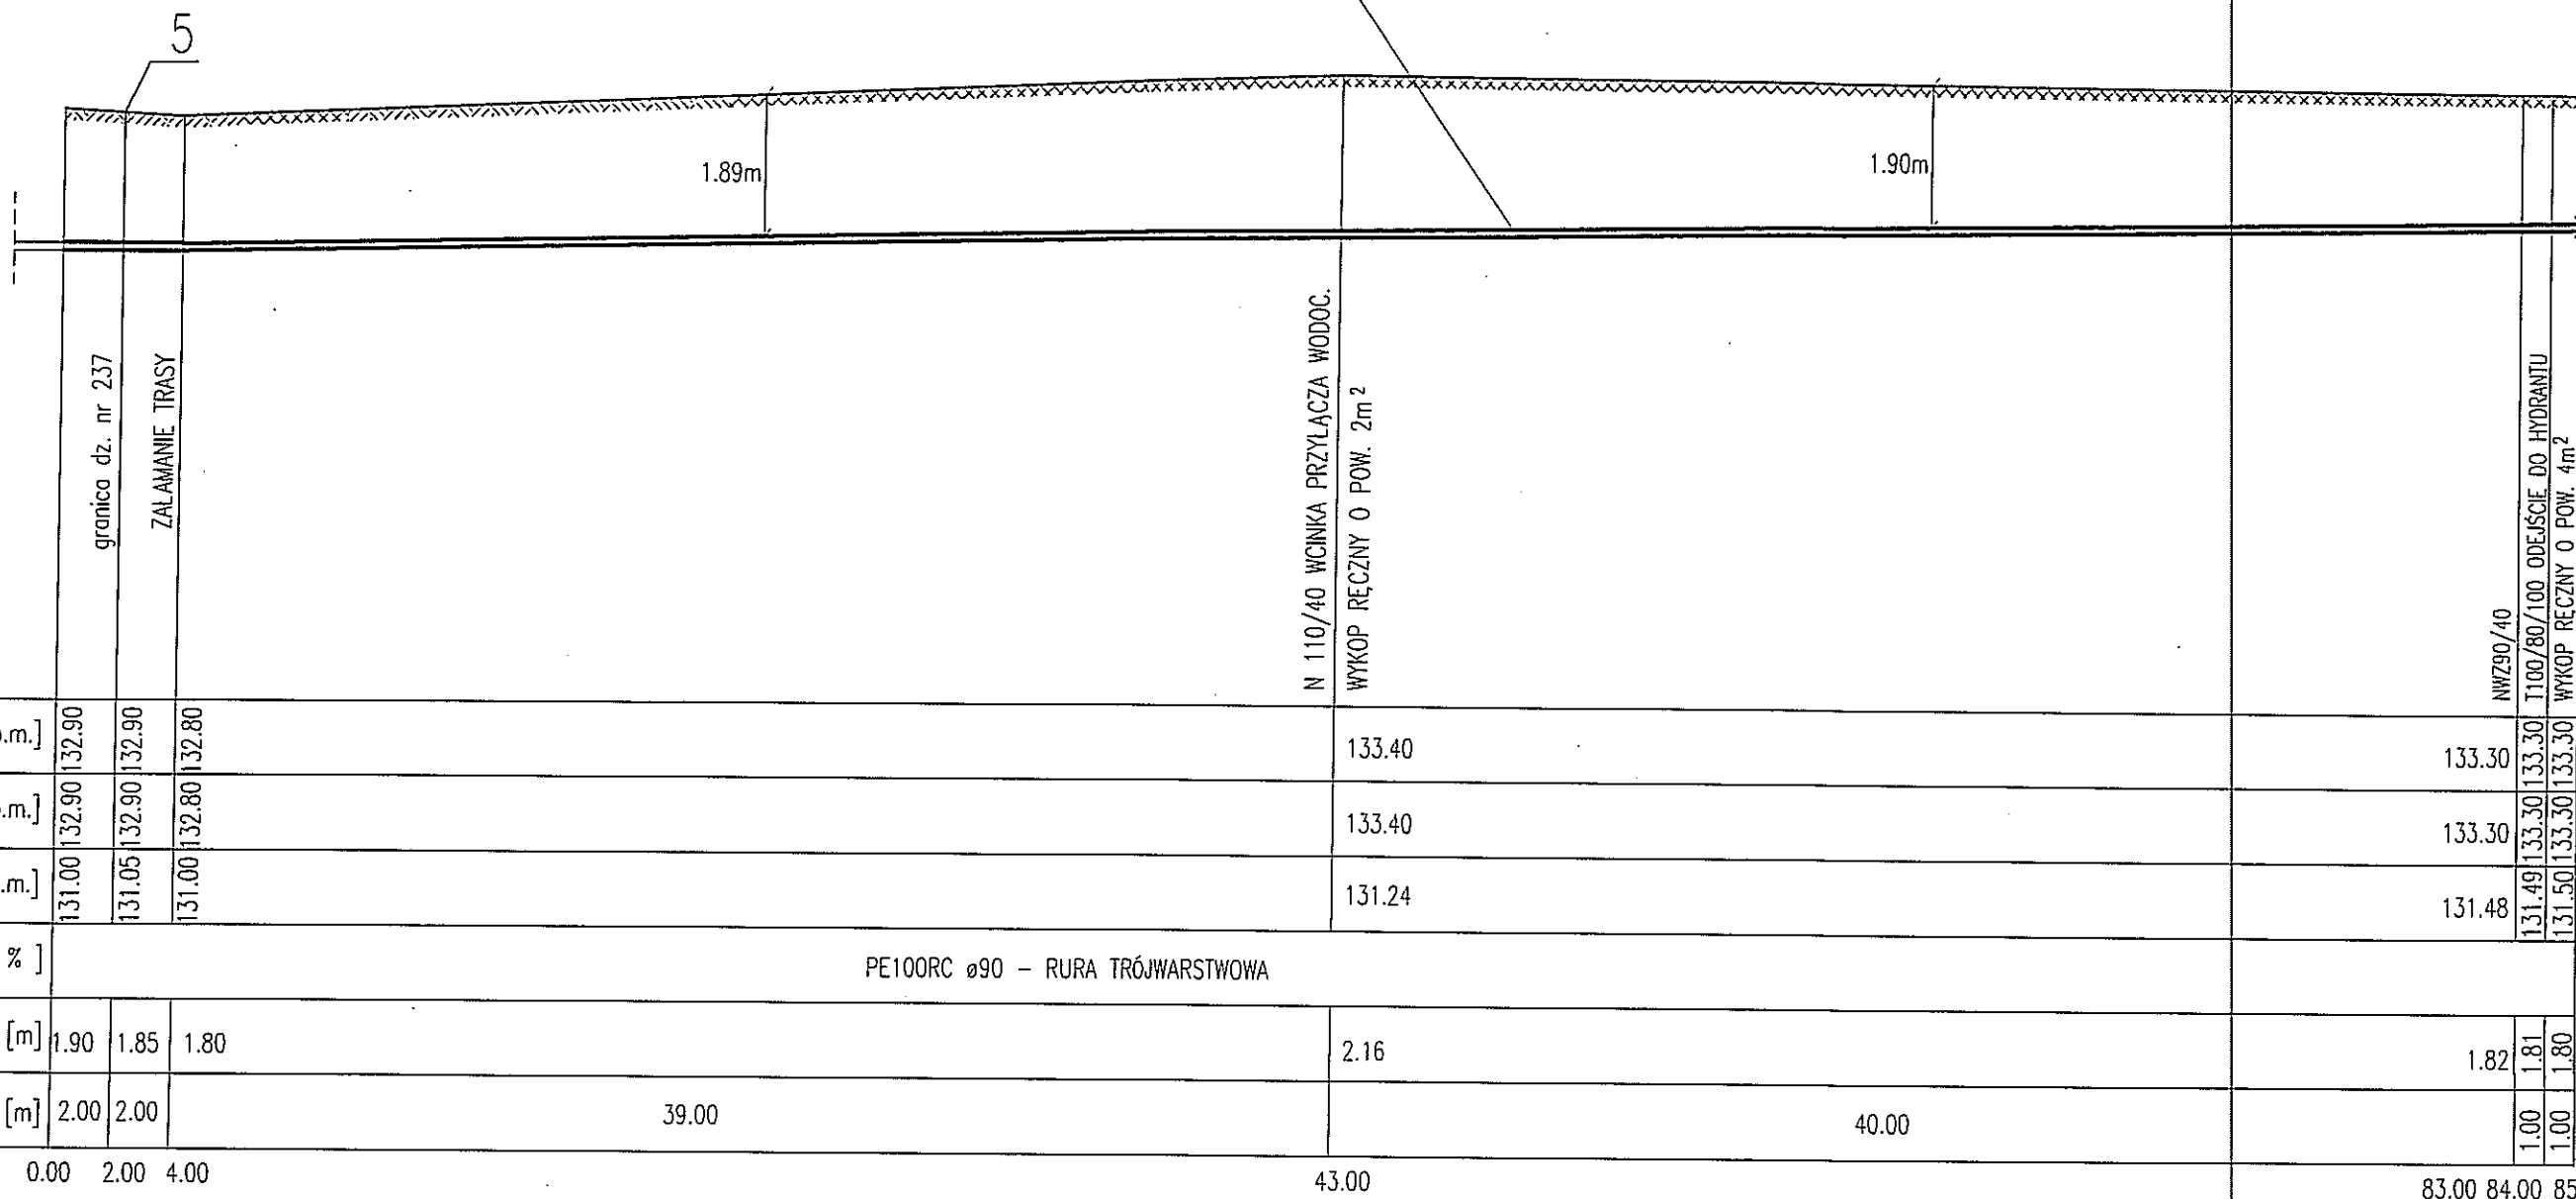 5
1.89m
1.90m
granica dz. nr 237
ZAŁAMANIE TRASY
N 110/40 WCINKA PRZYŁĄCZA WODOC.
WYKOP RĘCZNY O POW. 2m²
NWZ90/40
T100/80/100 ODEJŚCIE DO HYDRANTU
WYKOP RĘCZNY O POW. 4m²
.m.] 132.90 132.90 132.80 133.40 133.30 133.30 133.30
.m.] 132.90 132.90 132.80 133.40 133.30 133.30 133.30
.m.] 131.00 131.05 131.00 131.24 131.48 131.49 131.50
% ] PE100RC ø90 – RURA TRÓJWARSTWOWA
[m] 1.90 1.85 1.80 2.16 1.82 1.81 1.80
[m] 2.00 2.00 39.00 40.00 1.00 1.00
0.00 2.00 4.00 43.00 83.00 84.00 85